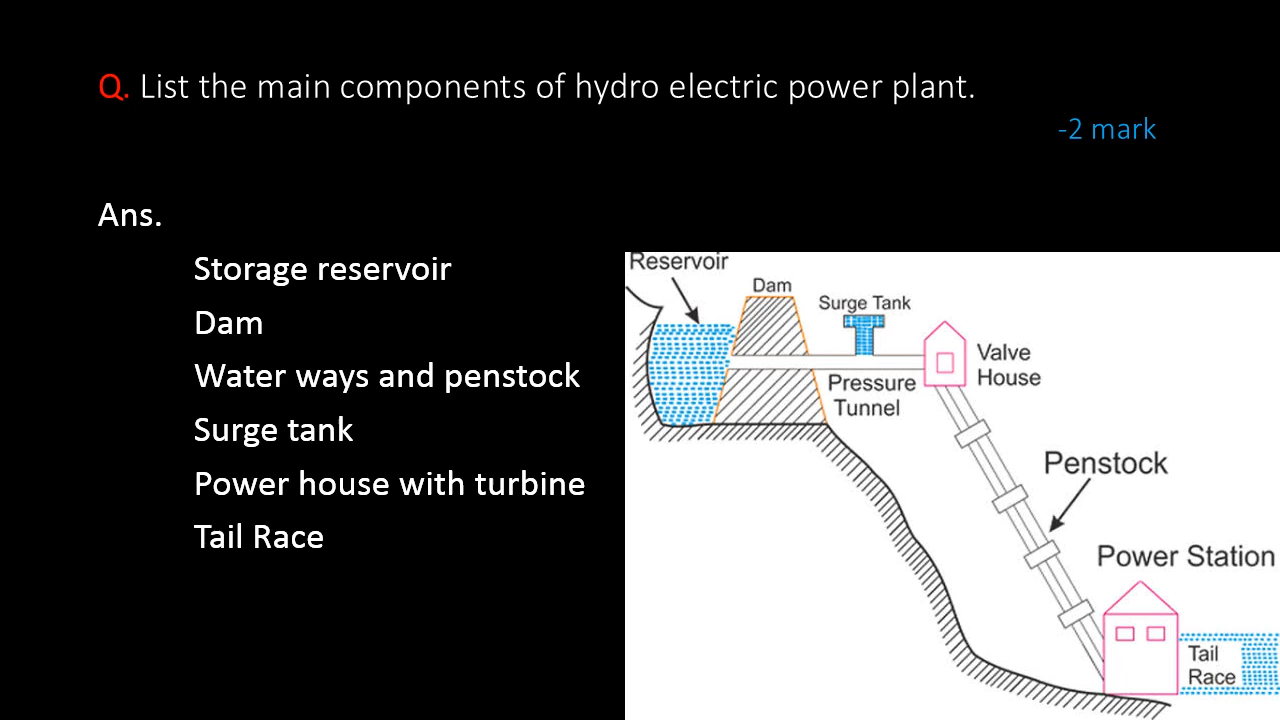 Q. List the main components of hydro electric power plant.
-2 mark
Ans.
Storage reservoir
Dam
Water ways and penstock
Surge tank
Power house with turbine
Tail Race
Reservoir
Dam
Surge Tank
Valve
House
Pressure
Tunnel
Penstock
Power Station
Tail
Race